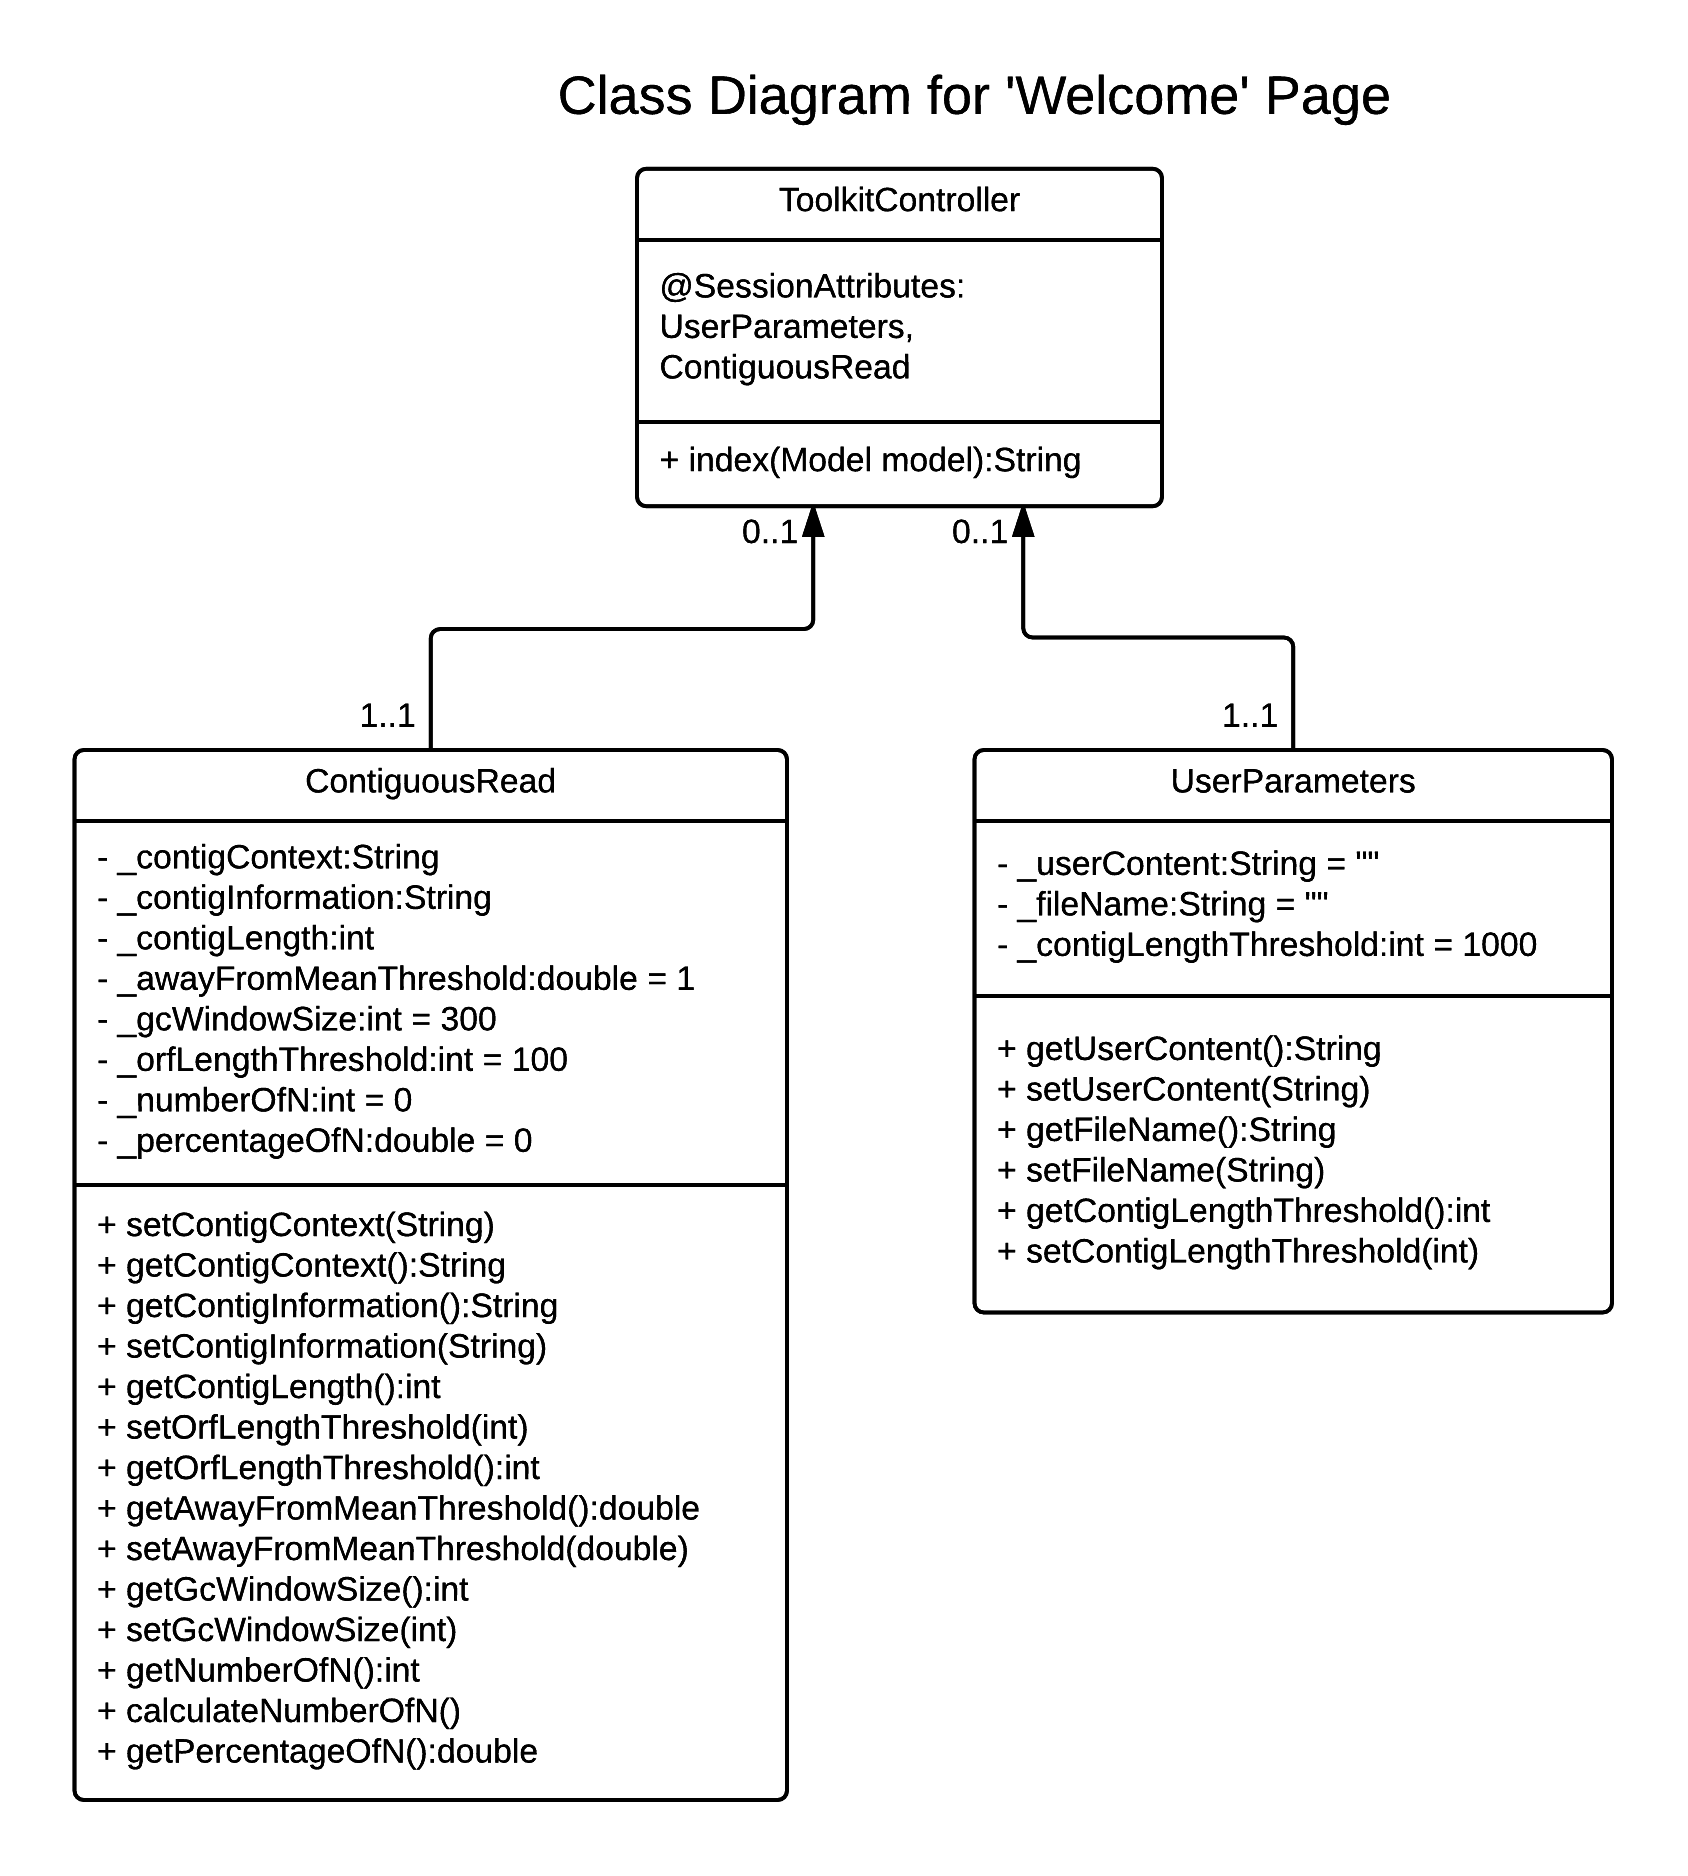 Class Diagram for 'Welcome' Page
ToolkitController
@SessionAttributes:
UserParameters,
ContiguousRead
+ index(Model model):String
0..1
0..1
1..1
1..1
ContiguousRead
- _contigContext:String
- _contigInformation:String
- _contigLength:int
- _awayFromMeanThreshold:double = 1
- _gcWindowSize:int = 300
- _orfLengthThreshold:int = 100
- _numberOfN:int = 0
- _percentageOfN:double = 0
+ setContigContext(String)
+ getContigContext():String
+ getContigInformation():String
+ setContigInformation(String)
+ getContigLength():int
+ setOrfLengthThreshold(int)
+ getOrfLengthThreshold():int
+ getAwayFromMeanThreshold():double
+ setAwayFromMeanThreshold(double)
+ getGcWindowSize():int
+ setGcWindowSize(int)
+ getNumberOfN():int
+ calculateNumberOfN()
+ getPercentageOfN():double
UserParameters
- _userContent:String = ""
- _fileName:String = ""
- _contigLengthThreshold:int = 1000
+ getUserContent():String
+ setUserContent(String)
+ getFileName():String
+ setFileName(String)
+ getContigLengthThreshold():int
+ setContigLengthThreshold(int)